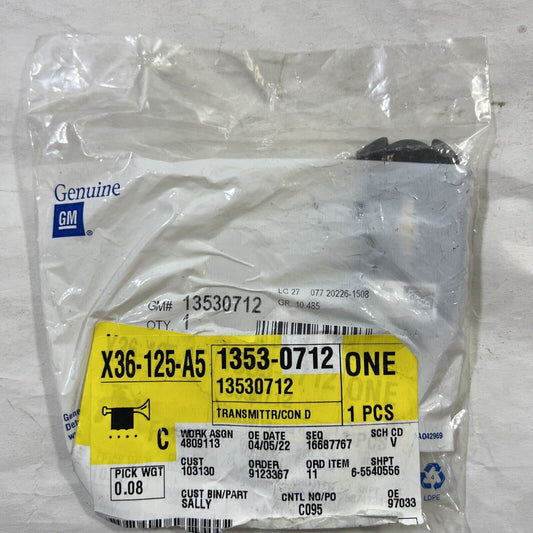 Genuine
GM
LC 27 077 20226-1508
GM# 13530712
GR. 10.485
QTY. 1
X36-125-A5
1353-0712
13530712
ONE
TRANSMITTR/CON D
1 PCS
C
WORK ASGN OE DATE SEQ SCH CD
4809113 04/05/22 16687767 V
CUST ORDER ORD ITEM SHPT
103130 9123367 11 6-5540556
PICK WGT
0.08
CUST BIN/PART CNTL NO/PO OE
SALLY C095 97033
4
LDPE